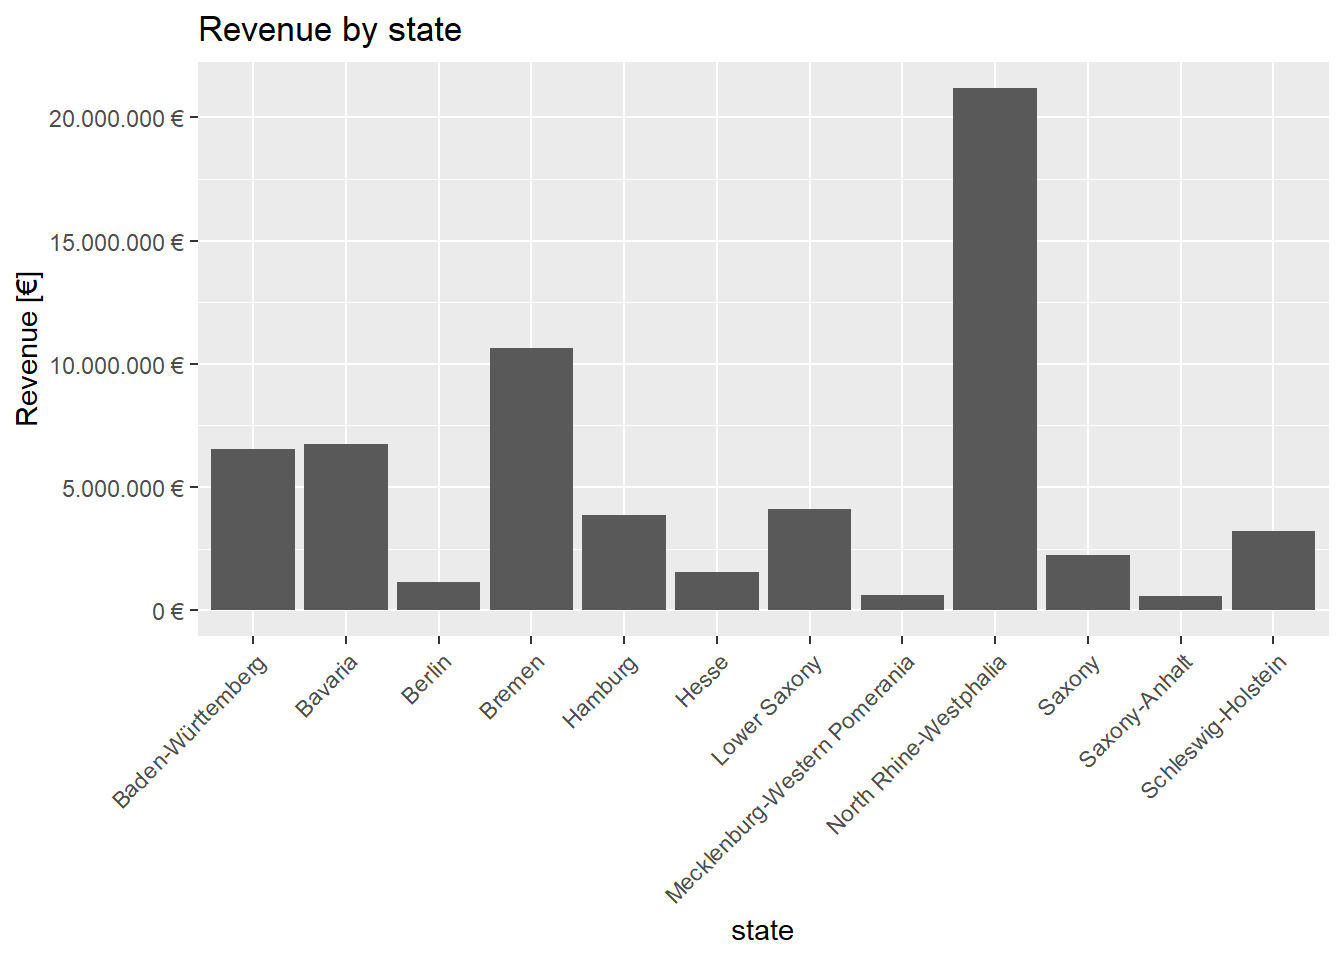 Revenue by state
Revenue [€]
20.000.000 €
15.000.000 €
10.000.000 €
5.000.000 €
0 €
Baden-Württemberg
Bavaria
Berlin
Bremen
Hamburg
Hesse
Lower Saxony
Mecklenburg-Western Pomerania
North Rhine-Westphalia
Saxony
Saxony-Anhalt
Schleswig-Holstein
state